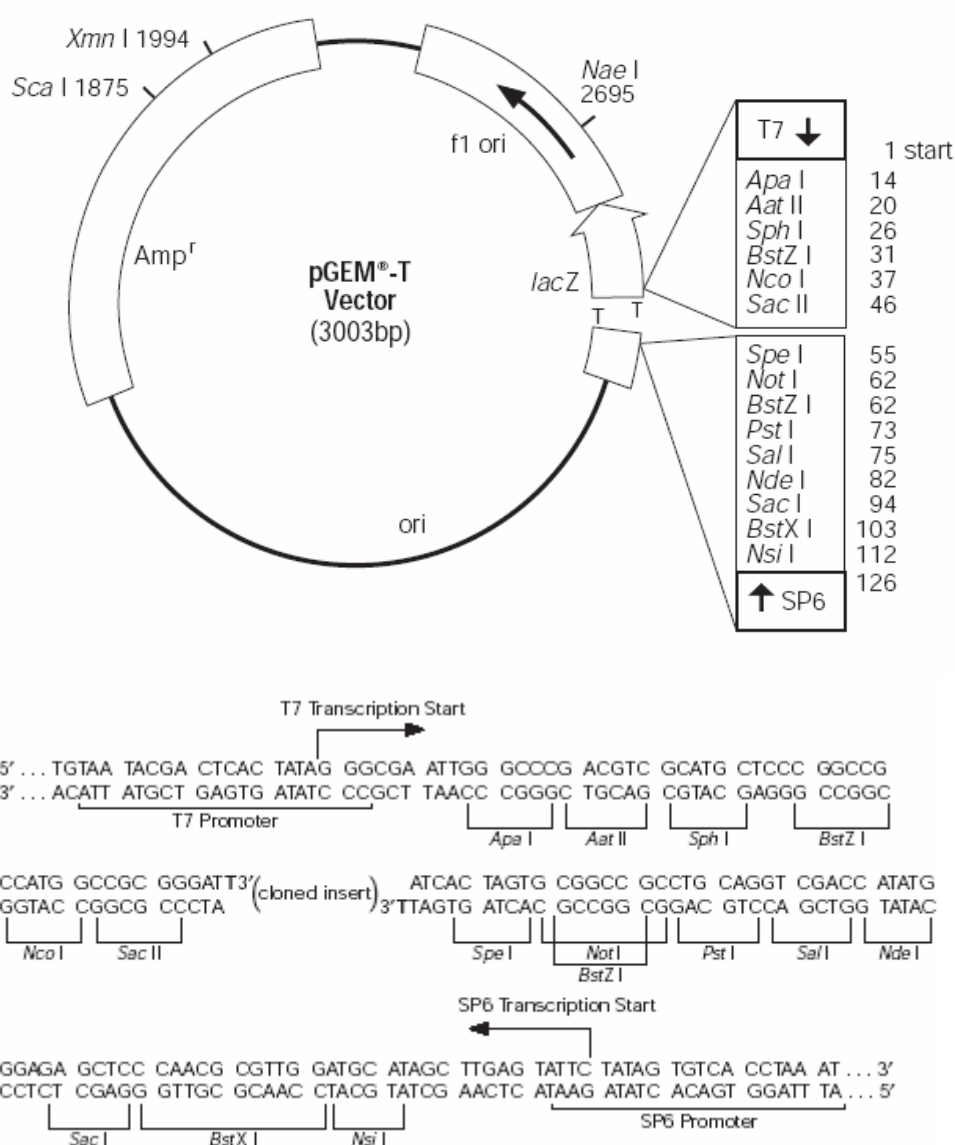 Xmn I 1994
Sca I 1875
Nae I
2695
f1 ori
Ampr
pGEM®-T
Vector
(3003bp)
lacZ
T T
ori
T7 ↓
1 start
Apa I 14
Aat II 20
Sph I 26
BstZ I 31
Nco I 37
Sac II 46
Spe I 55
Not I 62
BstZ I 62
Pst I 73
Sal I 75
Nde I 82
Sac I 94
BstX I 103
Nsi I 112
126
↑ SP6
T7 Transcription Start
5′ ... TGTAA TACGA CTCAC TATAG GGCGA ATTGG GCCCG ACGTC GCATG CTCCC GGCCG
3′ ... ACATT ATGCT GAGTG ATATC CCGCT TAACC CGGGC TGCAG CGTAC GAGGG CCGGC
T7 Promoter
Apa I Aat II Sph I BstZ I
CCATG GCCGC GGGATT3′ (cloned insert) ATCAC TAGTG CGGCC GCCTG CAGGT CGACC ATATG
GGTAC CGGCG CCCTA 3′TTAGTG ATCAC GCCGG CGGAC GTCCA GCTGG TATAC
Nco I Sac II Spe I Not I Pst I Sal I Nde I
BstZ I
SP6 Transcription Start
GGAGA GCTCC CAACG CGTTG GATGC ATAGC TTGAG TATTC TATAG TGTCA CCTAA AT ... 3′
CCTCT CGAGG GTTGC GCAAC CTACG TATCG AACTC ATAAG ATATC ACAGT GGATT TA ... 5′
SP6 Promoter
Sac I BstX I Nsi I